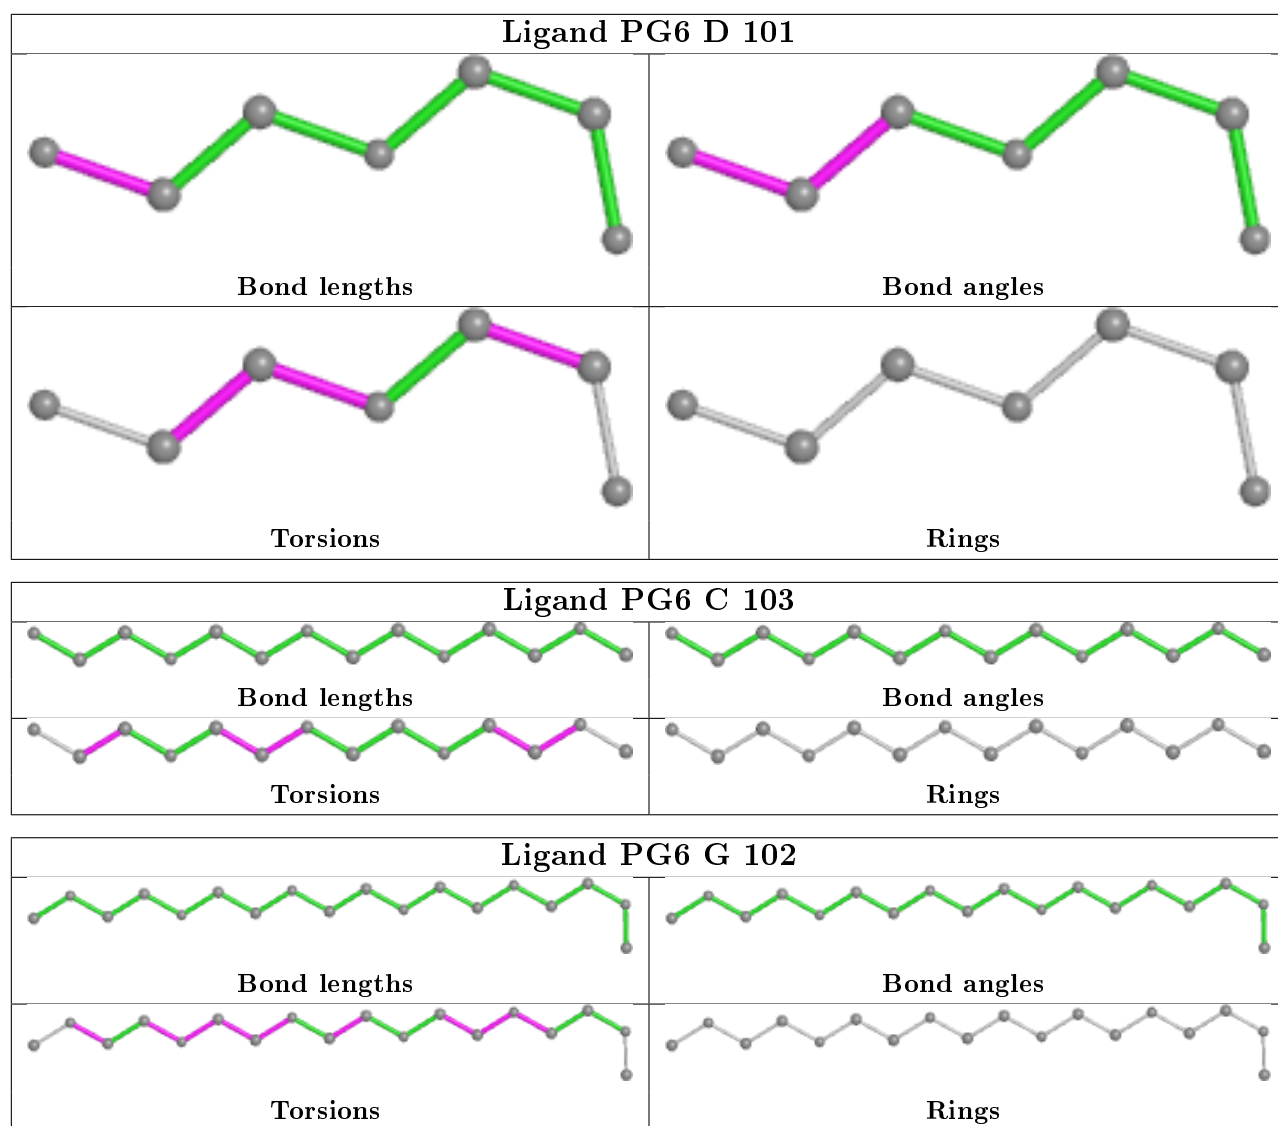 Ligand PG6 D 101
Bond lengths
Bond angles
Torsions
Rings
Ligand PG6 C 103
Bond lengths
Bond angles
Torsions
Rings
Ligand PG6 G 102
Bond lengths
Bond angles
Torsions
Rings